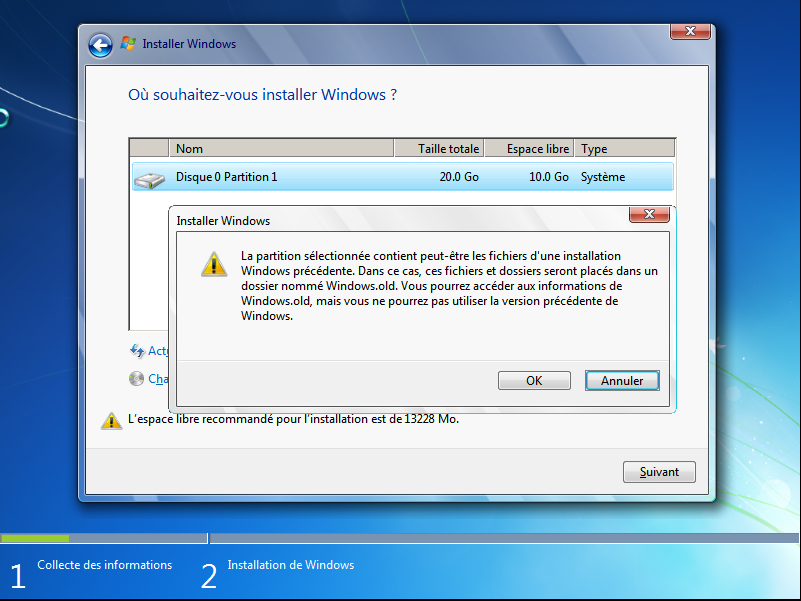 Installer Windows
Où souhaitez-vous installer Windows ?
Nom Taille totale Espace libre Type
Disque 0 Partition 1 20.0 Go 10.0 Go Système
Installer Windows
La partition sélectionnée contient peut-être les fichiers d'une installation
Windows précédente. Dans ce cas, ces fichiers et dossiers seront placés dans un
dossier nommé Windows.old. Vous pourrez accéder aux informations de
Windows.old, mais vous ne pourrez pas utiliser la version précédente de
Windows.
OK Annuler
L'espace libre recommandé pour l'installation est de 13228 Mo.
Suivant
1 Collecte des informations 2 Installation de Windows